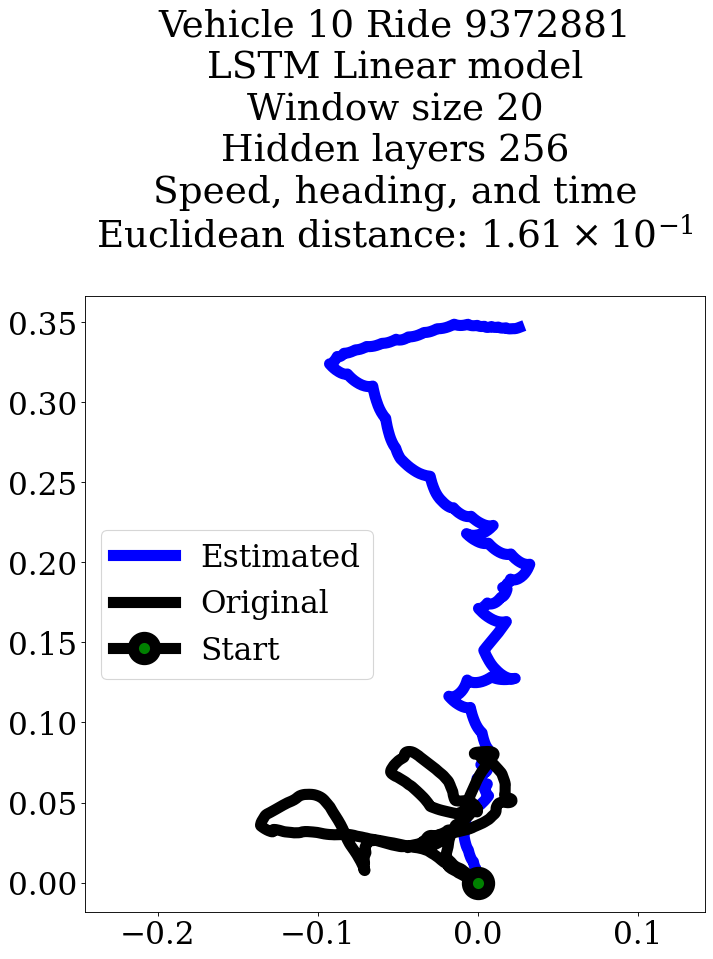 Vehicle 10 Ride 9372881
LSTM Linear model
Window size 20
Hidden layers 256
Speed, heading, and time
Euclidean distance: 1.61 × 10⁻¹
0.35
0.30
0.25
0.20
0.15
0.10
0.05
0.00
Estimated
Original
Start
−0.2 −0.1 0.0 0.1